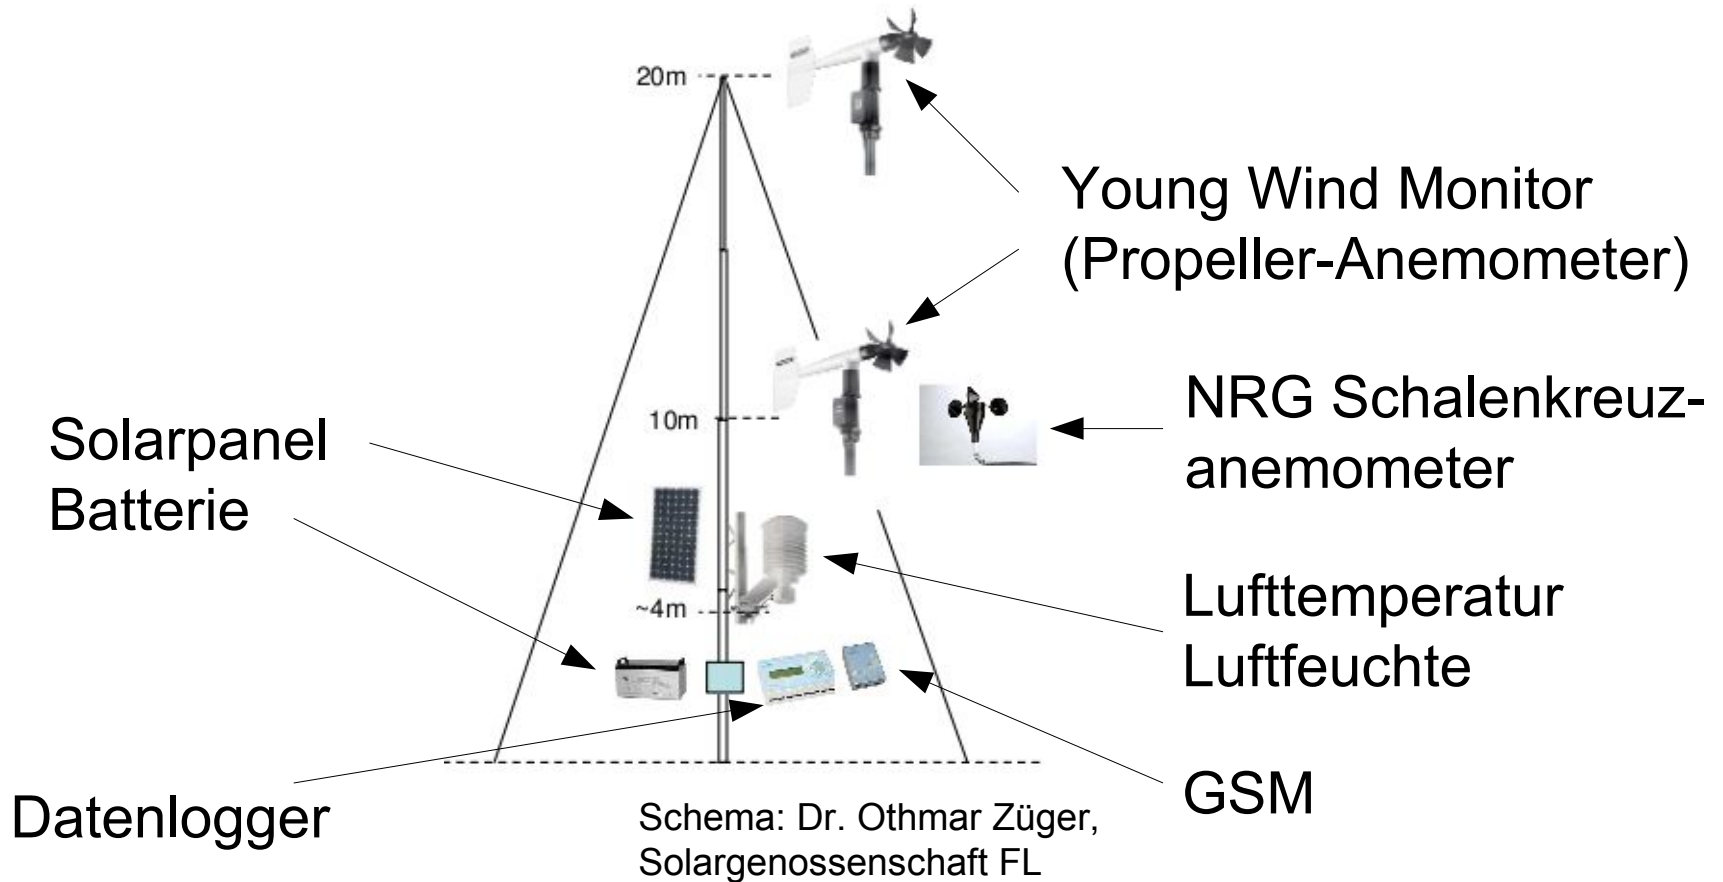 20m
Young Wind Monitor
(Propeller-Anemometer)
10m
NRG Schalenkreuz-
anemometer
Solarpanel
Batterie
~4m
Lufttemperatur
Luftfeuchte
GSM
Datenlogger
Schema: Dr. Othmar Züger,
Solargenossenschaft FL